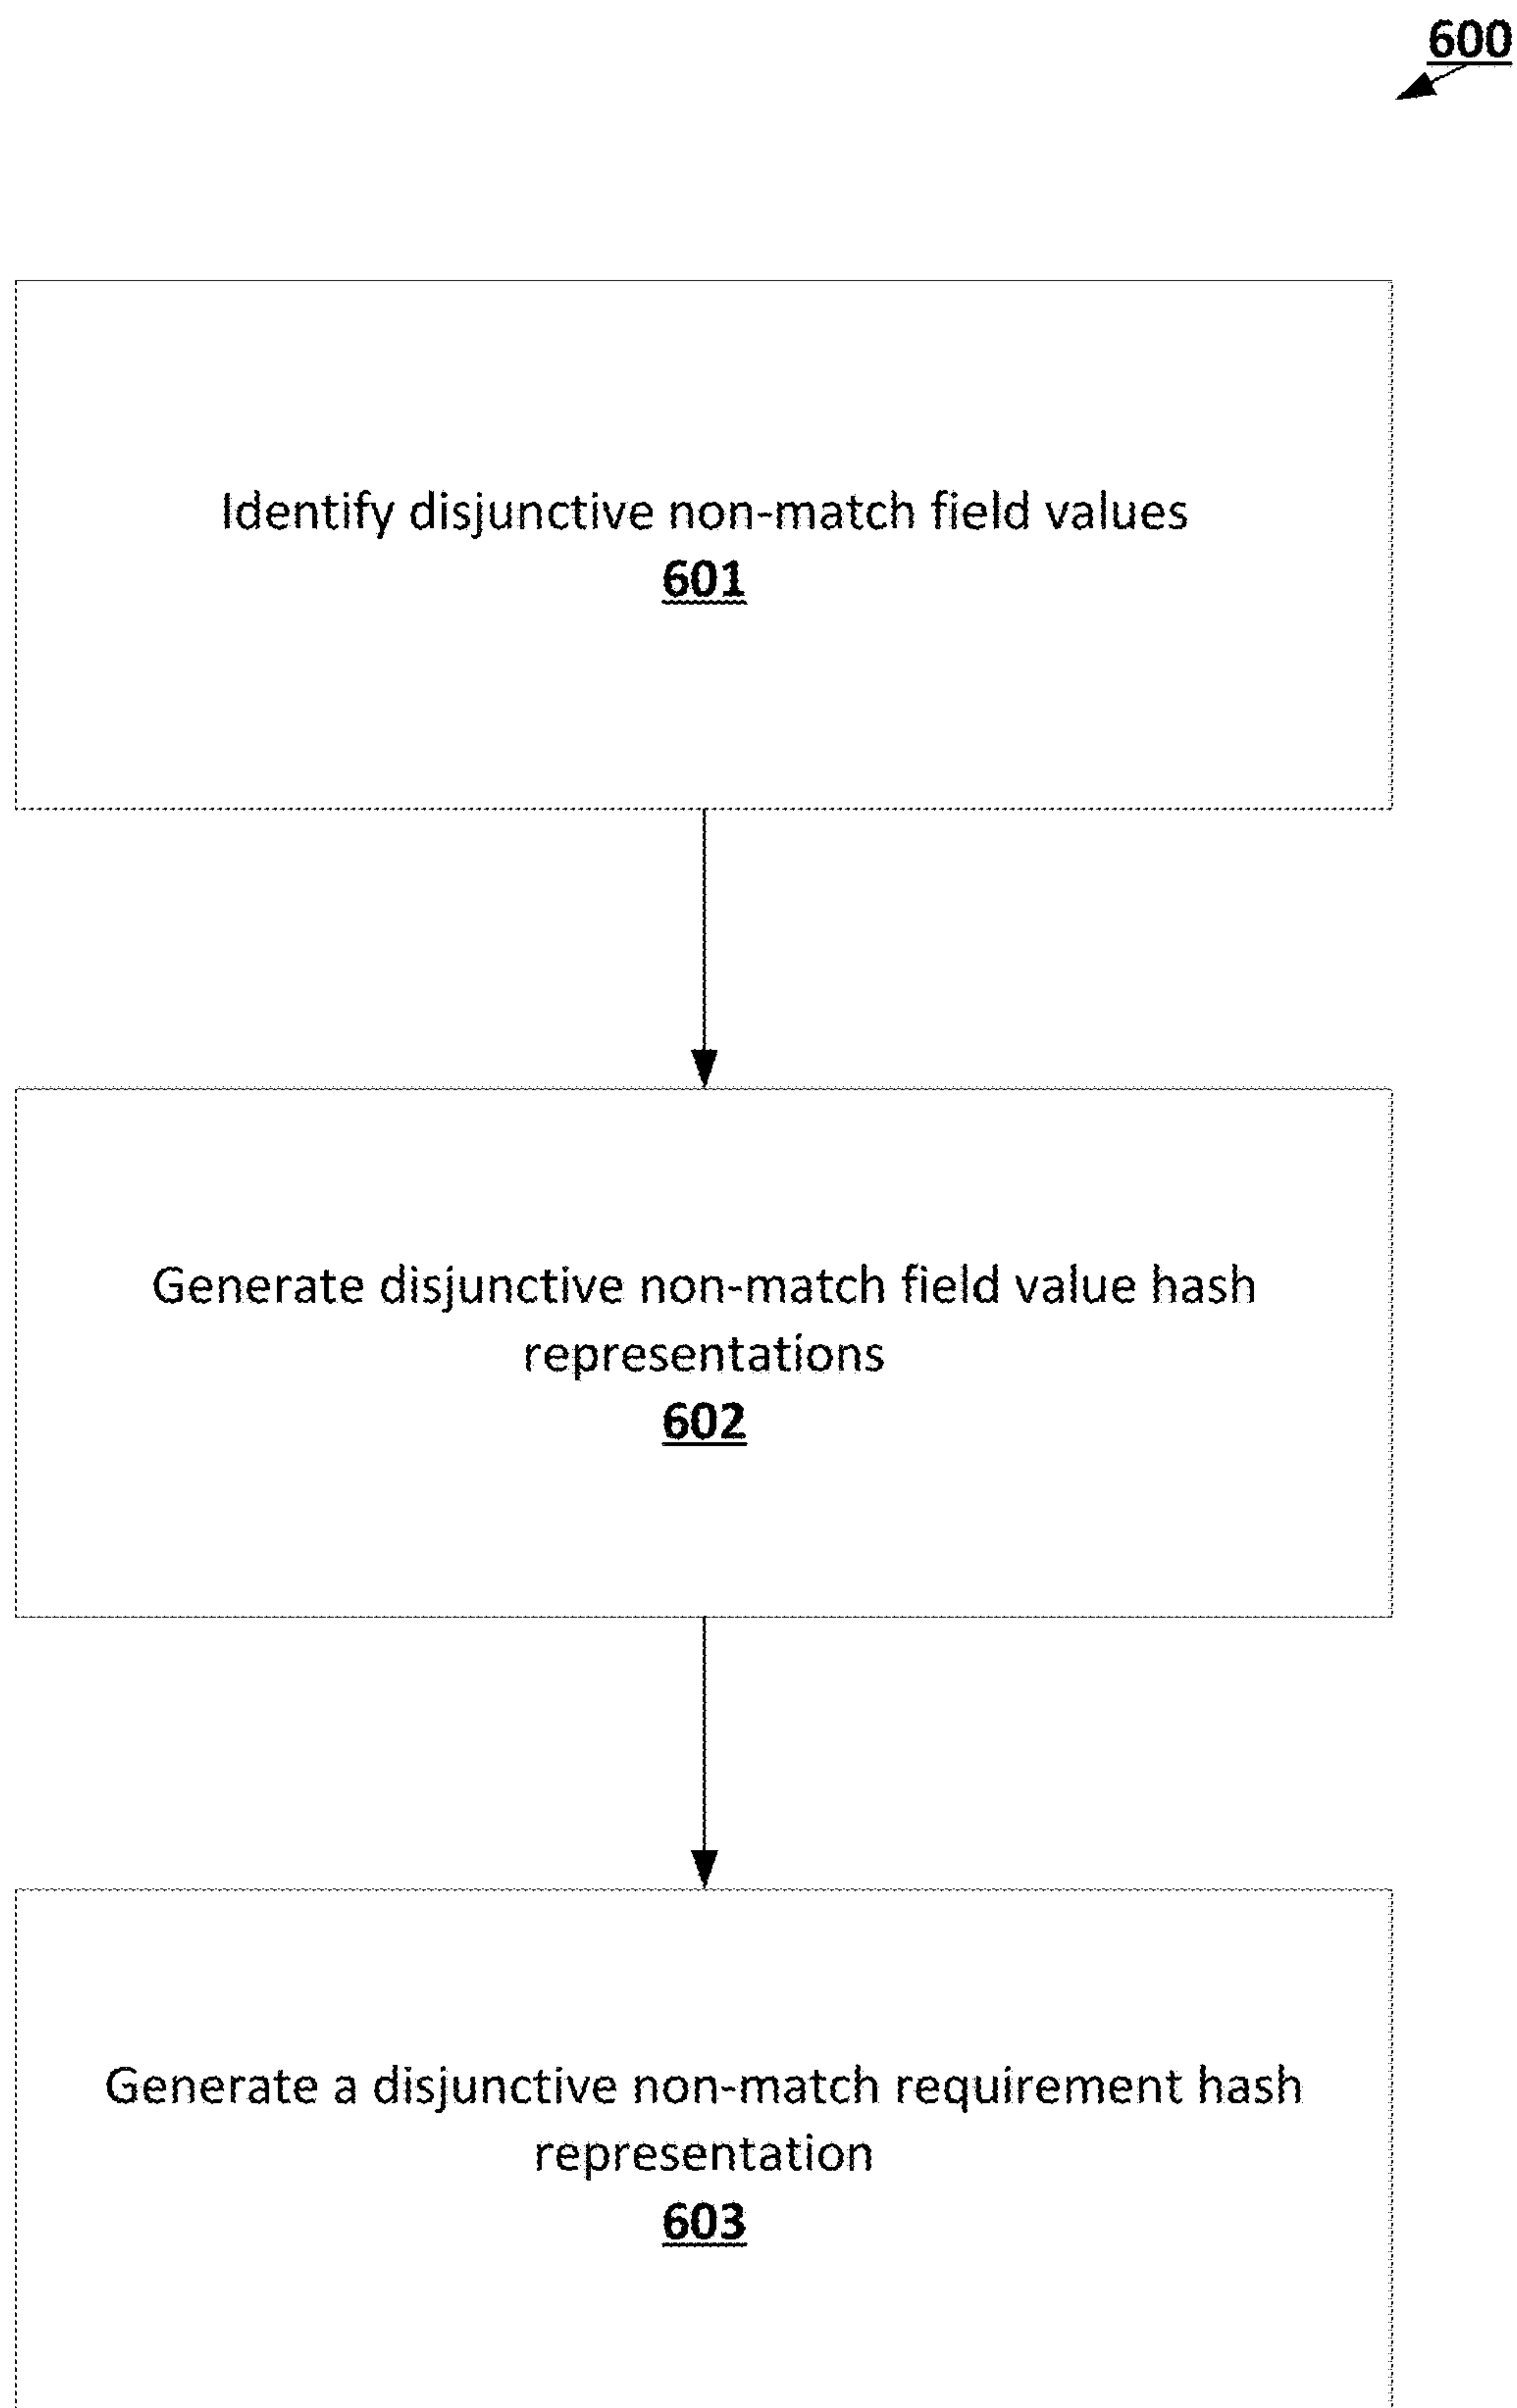 600
Identify disjunctive non-match field values
601
Generate disjunctive non-match field value hash
representations
602
Generate a disjunctive non-match requirement hash
representation
603